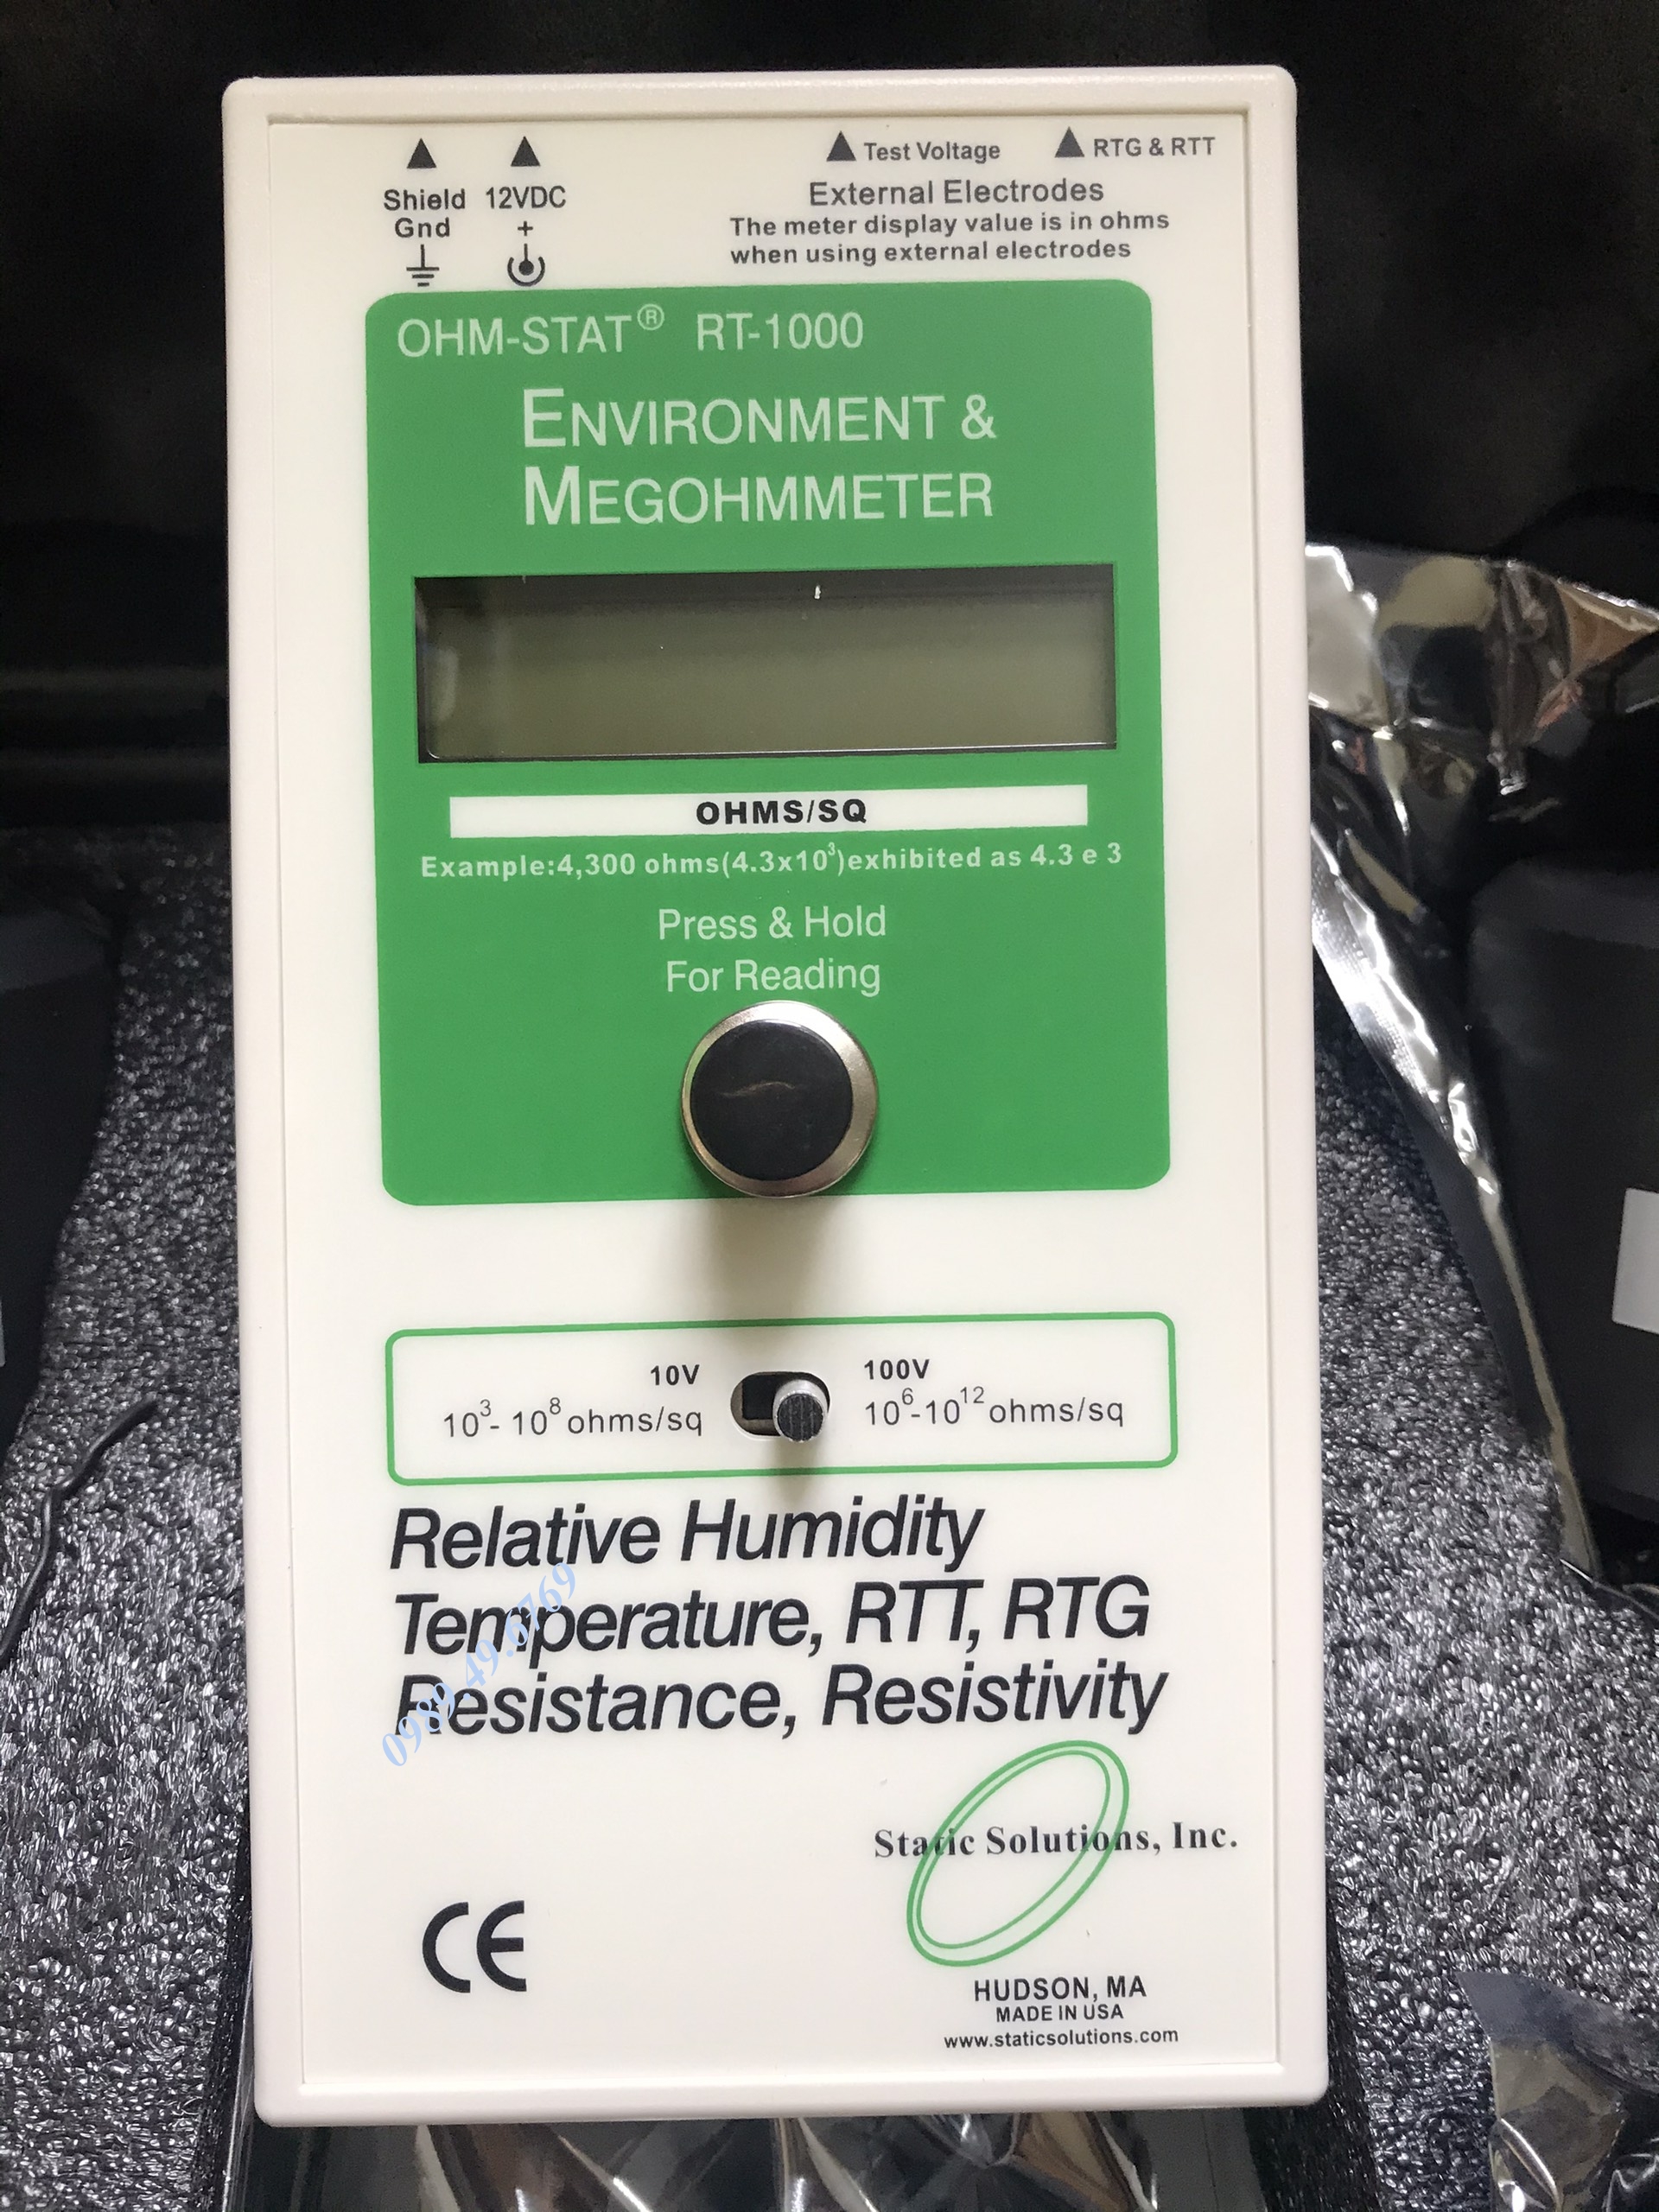 ▲ ▲ ▲ Test Voltage ▲ RTG & RTT
Shield 12VDC
Gnd +
External Electrodes
The meter display value is in ohms
when using external electrodes
OHM-STAT® RT-1000
ENVIRONMENT &
MEGOHMMETER
OHMS/SQ
Example:4,300 ohms(4.3x10³)exhibited as 4.3 e 3
Press & Hold
For Reading
10V 100V
10³- 10⁸ ohms/sq 10⁶-10¹² ohms/sq
Relative Humidity
Temperature, RTT, RTG
Resistance, Resistivity
0989.49.6769
Static Solutions, Inc.
CE
HUDSON, MA
MADE IN USA
www.staticsolutions.com